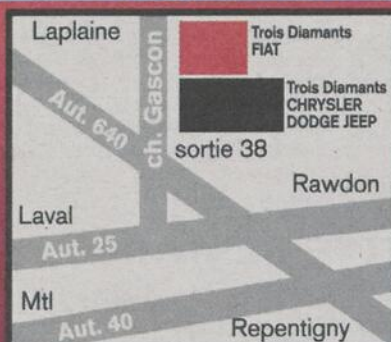 Laplaine
Trois Diamants
FIAT
Trois Diamants
CHRYSLER
DODGE JEEP
Aut. 640
ch. Gascon
sortie 38
Rawdon
Laval
Aut. 25
Mtl
Aut. 40
Repentigny